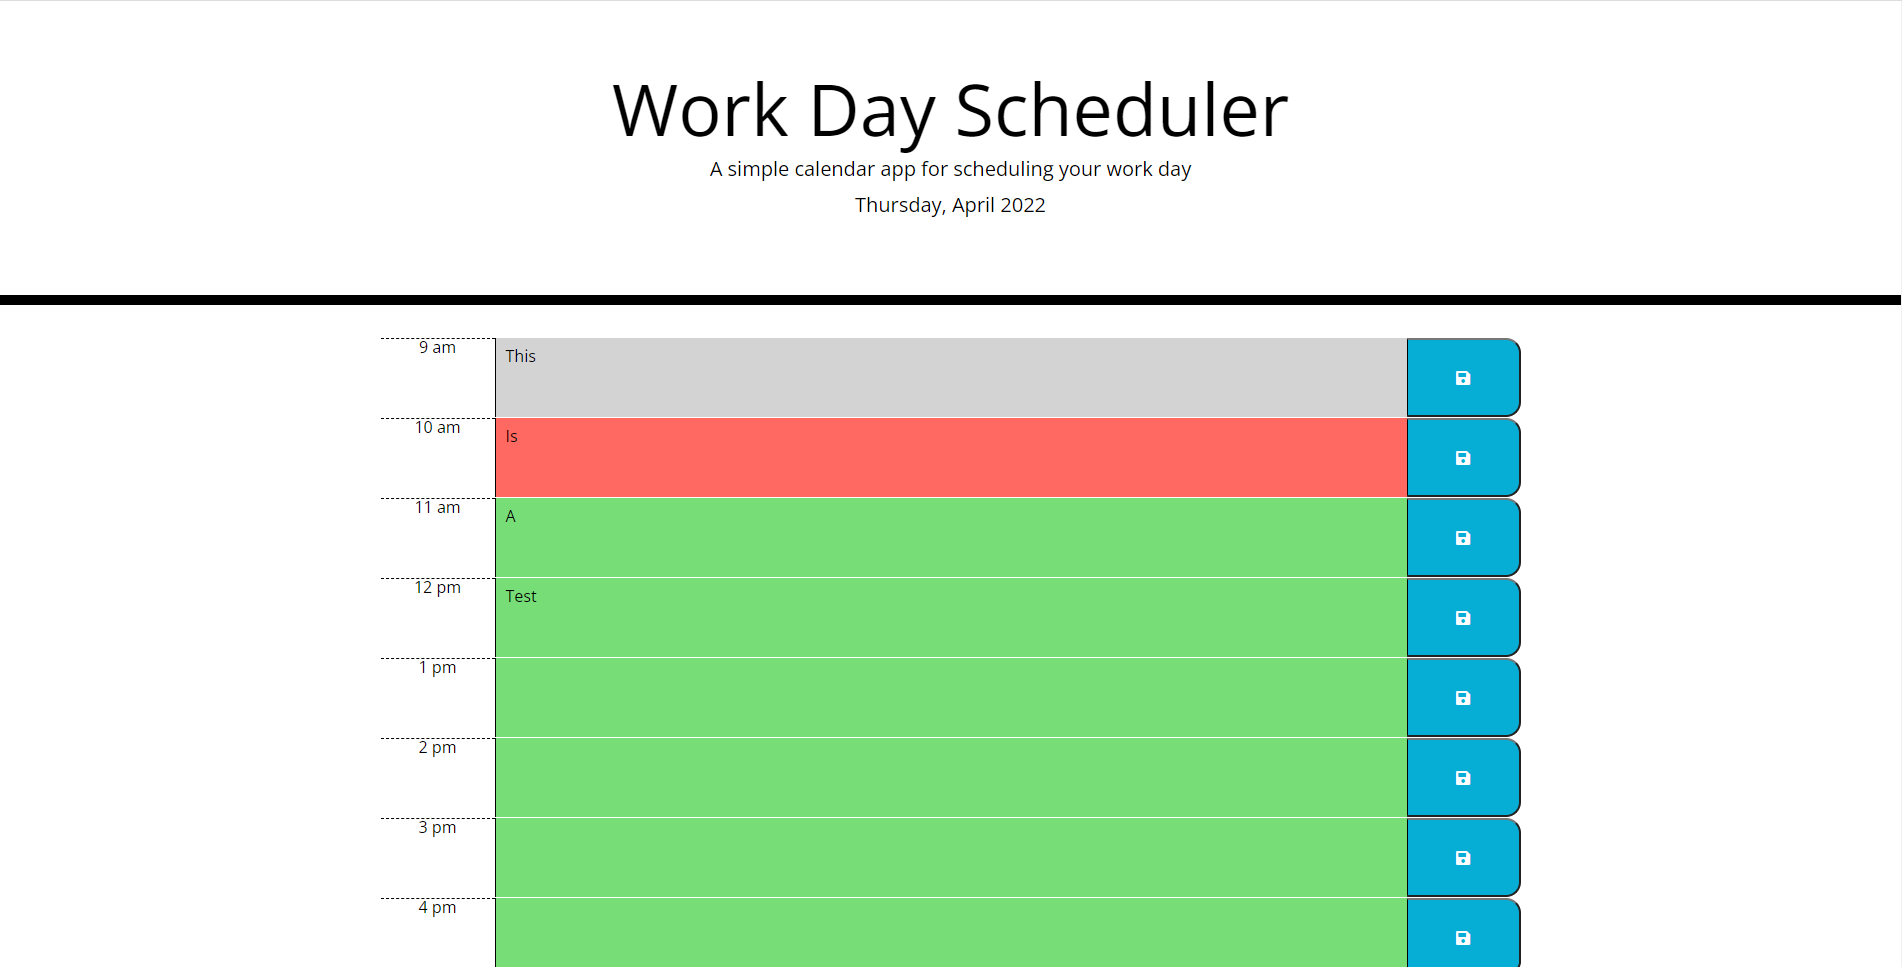 Work Day Scheduler
A simple calendar app for scheduling your work day
Thursday, April 2022
9 am
This
10 am
Is
11 am
A
12 pm
Test
1 pm
2 pm
3 pm
4 pm